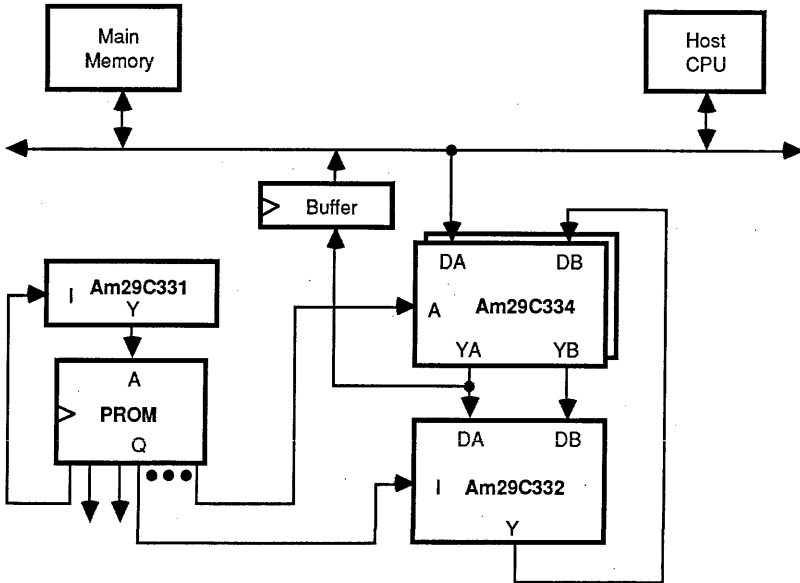 Main
Memory
Host
CPU
Buffer
DA
DB
Am29C331
I
Y
A
Am29C334
YA
YB
A
PROM
Q
DA
DB
I
Am29C332
Y